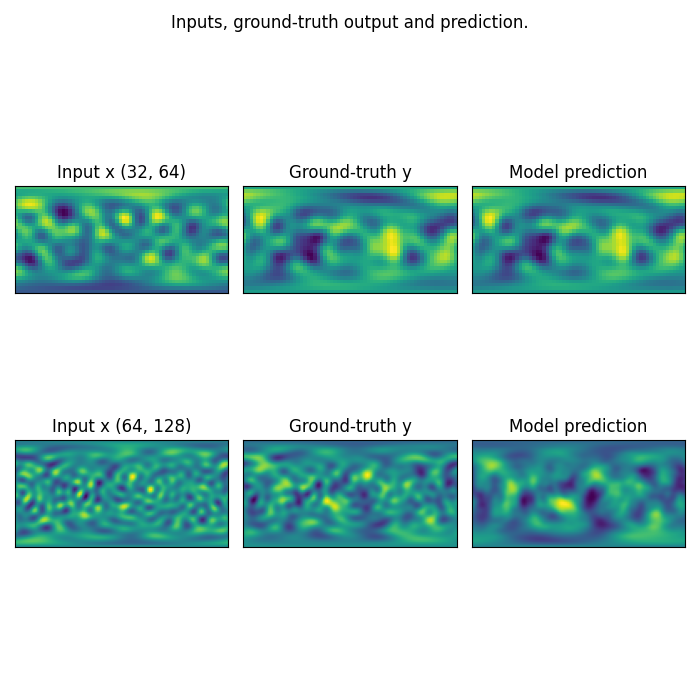 Inputs, ground-truth output and prediction.
Input x (32, 64)
Ground-truth y
Model prediction
Input x (64, 128)
Ground-truth y
Model prediction